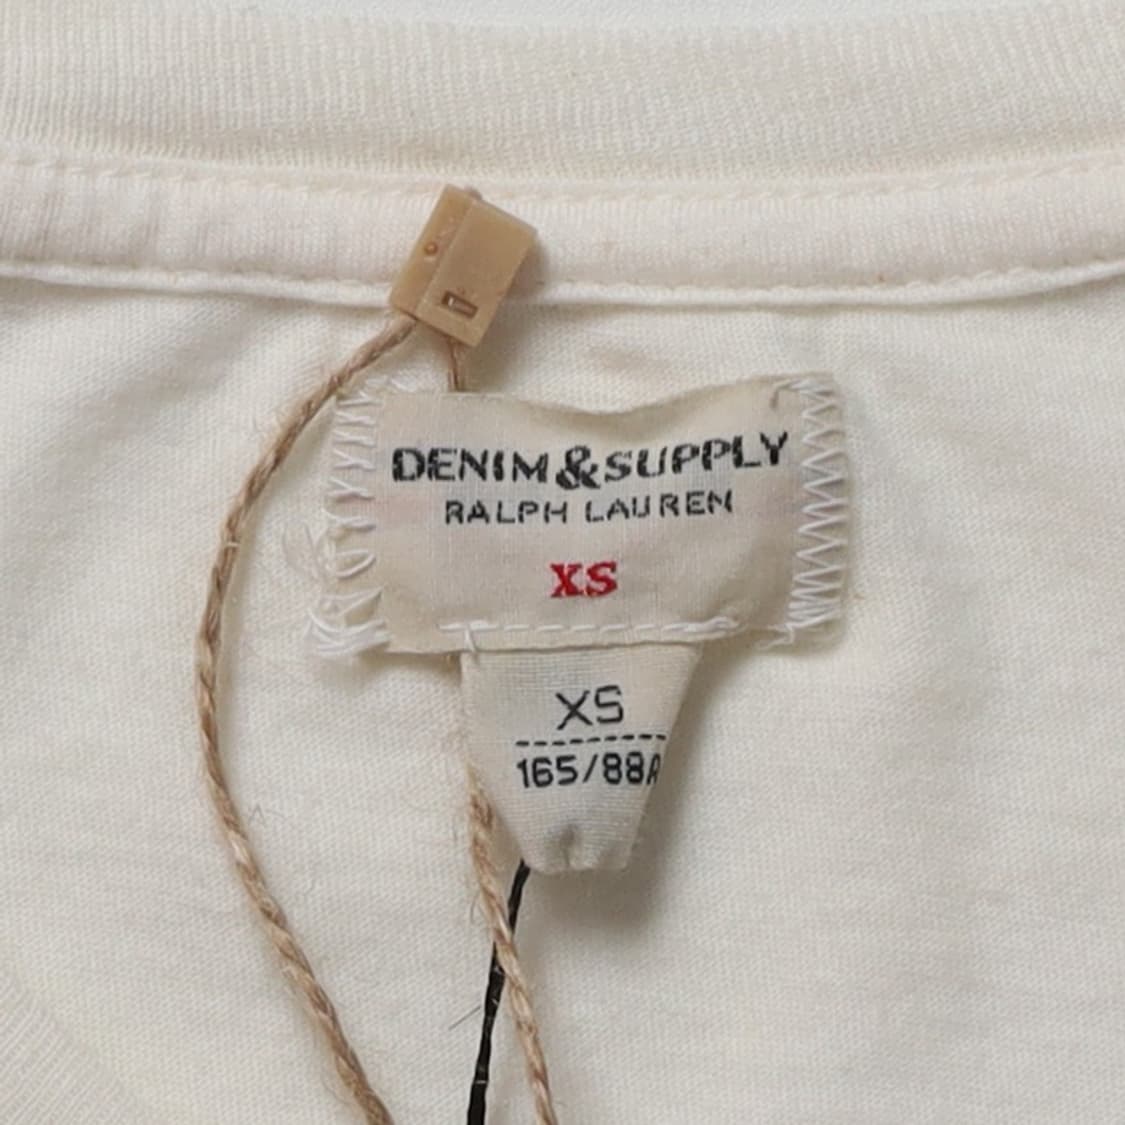 DENIM&SUPPLY
RALPH LAUREN
XS
XS
165/88A